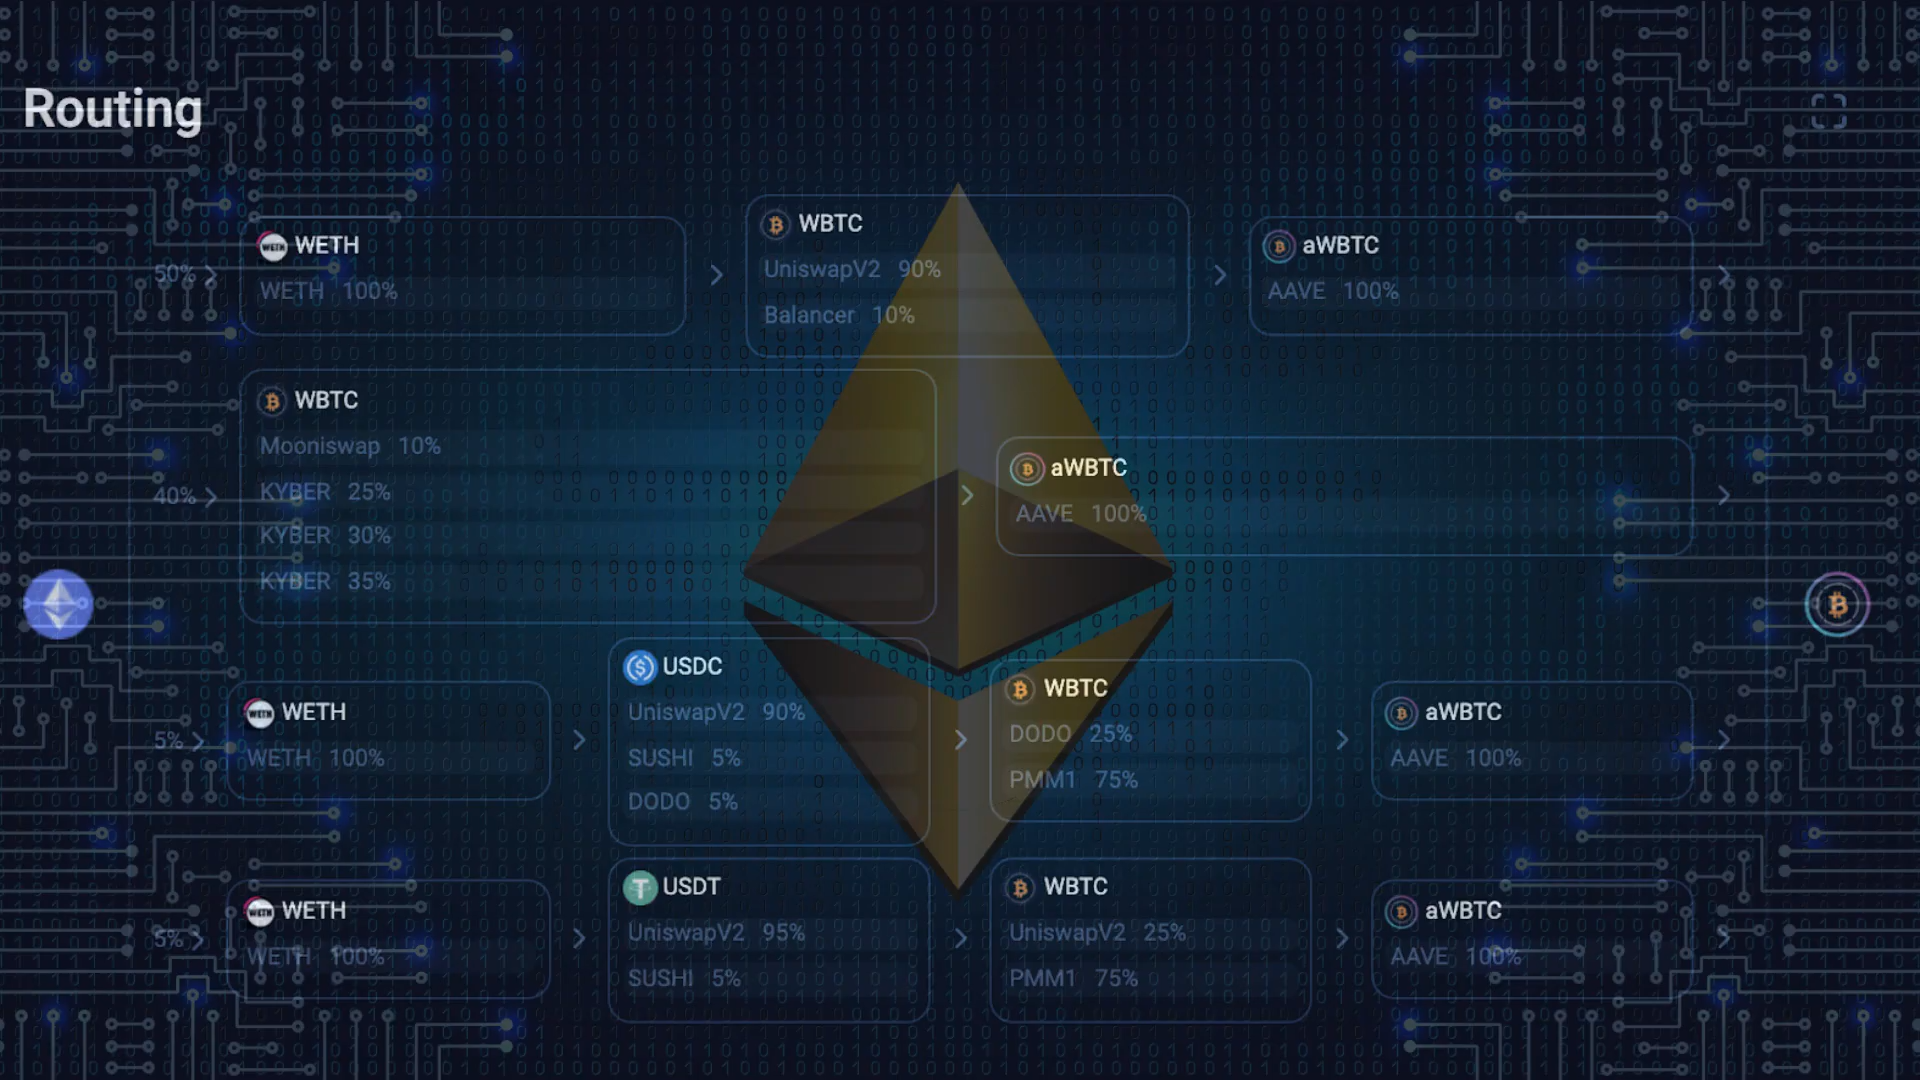 Routing
50%
WETH
WETH 100%
WBTC
UniswapV2 90%
Balancer 10%
aWBTC
AAVE 100%
40%
WBTC
Mooniswap 10%
KYBER 25%
KYBER 30%
KYBER 35%
aWBTC
AAVE 100%
5%
WETH
WETH 100%
USDC
UniswapV2 90%
SUSHI 5%
DODO 5%
WBTC
DODO 25%
PMM1 75%
aWBTC
AAVE 100%
5%
WETH
WETH 100%
USDT
UniswapV2 95%
SUSHI 5%
WBTC
UniswapV2 25%
PMM1 75%
aWBTC
AAVE 100%